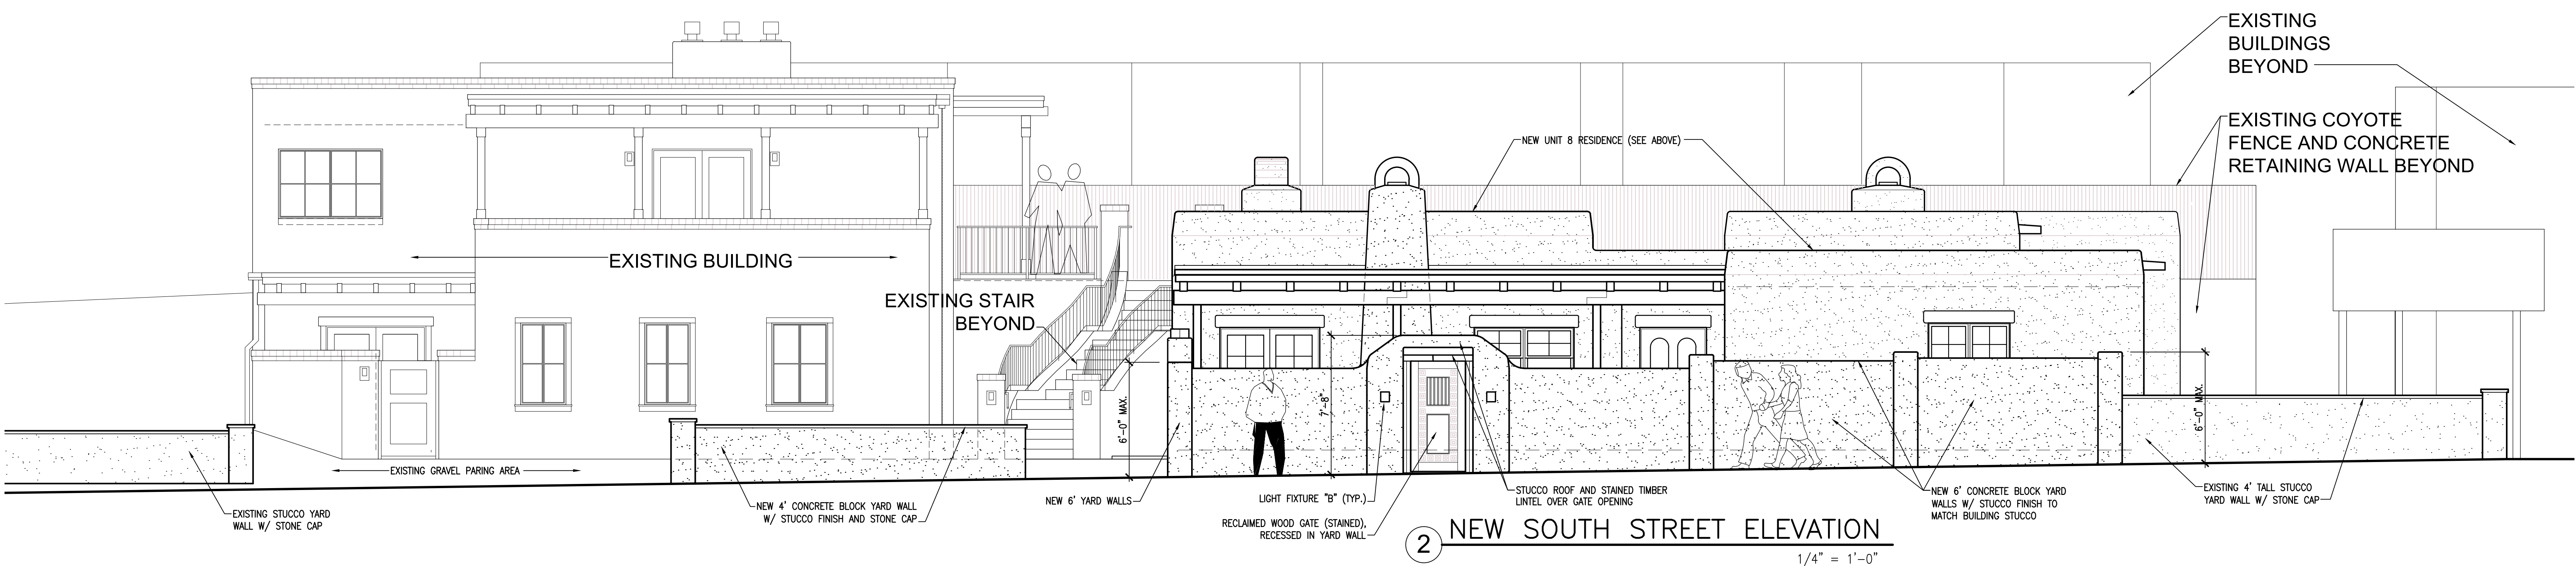 EXISTING
BUILDINGS
BEYOND
EXISTING COYOTE
FENCE AND CONCRETE
RETAINING WALL BEYOND
NEW UNIT 8 RESIDENCE (SEE ABOVE)
EXISTING BUILDING
EXISTING STAIR
BEYOND
6'-0" MAX.
7'-8"
6'-0" MAX.
EXISTING GRAVEL PARING AREA
EXISTING STUCCO YARD
WALL W/ STONE CAP
NEW 4' CONCRETE BLOCK YARD WALL
W/ STUCCO FINISH AND STONE CAP
NEW 6' YARD WALLS
LIGHT FIXTURE "B" (TYP.)
RECLAIMED WOOD GATE (STAINED),
RECESSED IN YARD WALL
STUCCO ROOF AND STAINED TIMBER
LINTEL OVER GATE OPENING
NEW 6' CONCRETE BLOCK YARD
WALLS W/ STUCCO FINISH TO
MATCH BUILDING STUCCO
EXISTING 4' TALL STUCCO
YARD WALL W/ STONE CAP
2 NEW SOUTH STREET ELEVATION
1/4" = 1'-0"